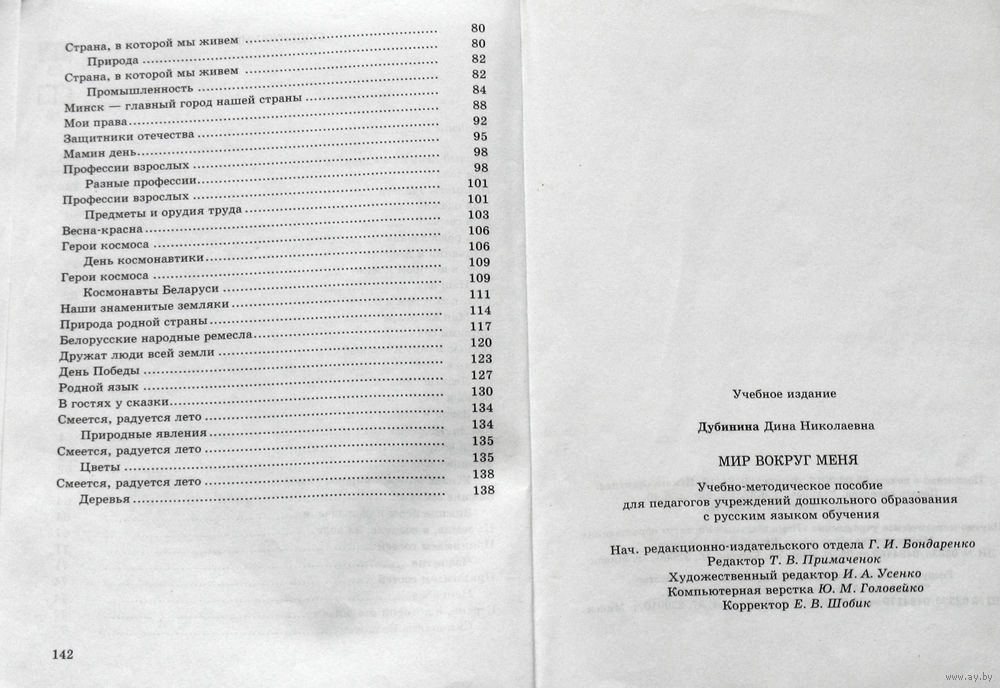 Страна, в которой мы живем ........ 80
Природа ........ 80
Страна, в которой мы живем ........ 82
Промышленность ........ 82
Минск — главный город нашей страны ........ 84
Мои права ........ 88
Защитники отечества ........ 92
Мамин день ........ 95
Профессии взрослых ........ 98
Разные профессии ........ 98
Профессии взрослых ........ 101
Предметы и орудия труда ........ 101
Весна-красна ........ 103
Герои космоса ........ 106
День космонавтики ........ 106
Герои космоса ........ 109
Космонавты Беларуси ........ 109
Наши знаменитые земляки ........ 111
Природа родной страны ........ 114
Белорусские народные ремесла ........ 117
Дружат люди всей земли ........ 120
День Победы ........ 123
Родной язык ........ 127
В гостях у сказки ........ 130
Смеется, радуется лето ........ 134
Природные явления ........ 134
Смеется, радуется лето ........ 135
Цветы ........ 135
Смеется, радуется лето ........ 138
Деревья ........ 138
142
Учебное издание
Дубинина Дина Николаевна
МИР ВОКРУГ МЕНЯ
Учебно-методическое пособие
для педагогов учреждений дошкольного образования
с русским языком обучения
Нач. редакционно-издательского отдела Г. И. Бондаренко
Редактор Т. В. Примаченок
Художественный редактор И. А. Усенко
Компьютерная верстка Ю. М. Головейко
Корректор Е. В. Шобик
www.ay.by